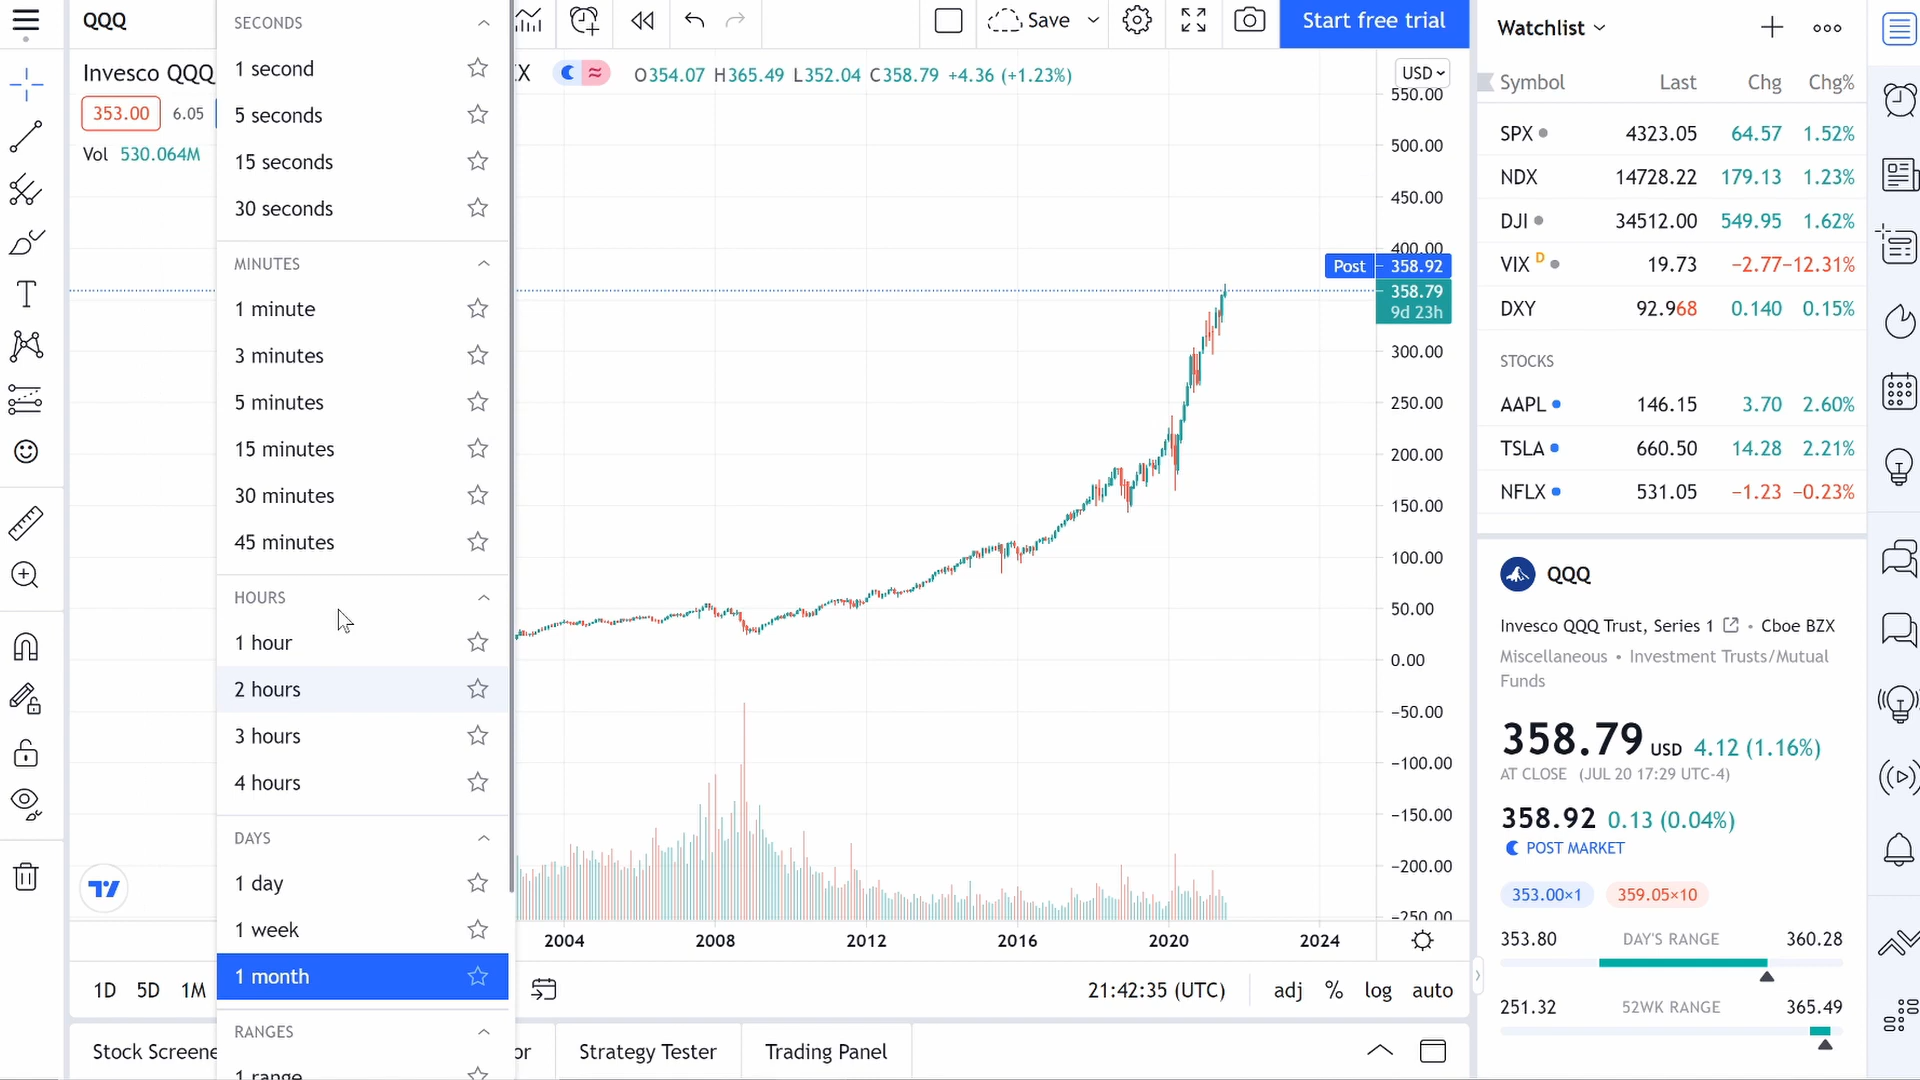 QQQ
Save
Start free trial
Invesco QQQ
X
O354.07 H365.49 L352.04 C358.79 +4.36 (+1.23%)
USD
353.00 6.05
Vol 530.064M
SECONDS
1 second
5 seconds
15 seconds
30 seconds
MINUTES
1 minute
3 minutes
5 minutes
15 minutes
30 minutes
45 minutes
HOURS
1 hour
2 hours
3 hours
4 hours
DAYS
1 day
1 week
1 month
RANGES
1 range
550.00
500.00
450.00
400.00
Post 358.92
358.79
9d 23h
300.00
250.00
200.00
150.00
100.00
50.00
0.00
−50.00
−100.00
−150.00
−200.00
−250.00
2004 2008 2012 2016 2020 2024
1D 5D 1M
21:42:35 (UTC) adj % log auto
Stock Screene
or Strategy Tester Trading Panel
Watchlist
Symbol Last Chg Chg%
SPX 4323.05 64.57 1.52%
NDX 14728.22 179.13 1.23%
DJI 34512.00 549.95 1.62%
VIX D 19.73 −2.77 −12.31%
DXY 92.968 0.140 0.15%
STOCKS
AAPL 146.15 3.70 2.60%
TSLA 660.50 14.28 2.21%
NFLX 531.05 −1.23 −0.23%
QQQ
Invesco QQQ Trust, Series 1 • Cboe BZX
Miscellaneous • Investment Trusts/Mutual
Funds
358.79 USD 4.12 (1.16%)
AT CLOSE (JUL 20 17:29 UTC-4)
358.92 0.13 (0.04%)
POST MARKET
353.00×1 359.05×10
353.80 DAY'S RANGE 360.28
251.32 52WK RANGE 365.49